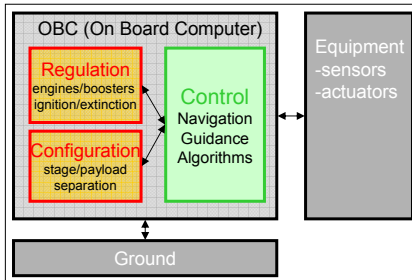 OBC (On Board Computer)
Regulation
engines/boosters
ignition/extinction
Configuration
stage/payload
separation
Control
Navigation
Guidance
Algorithms
Equipment
-sensors
-actuators
Ground